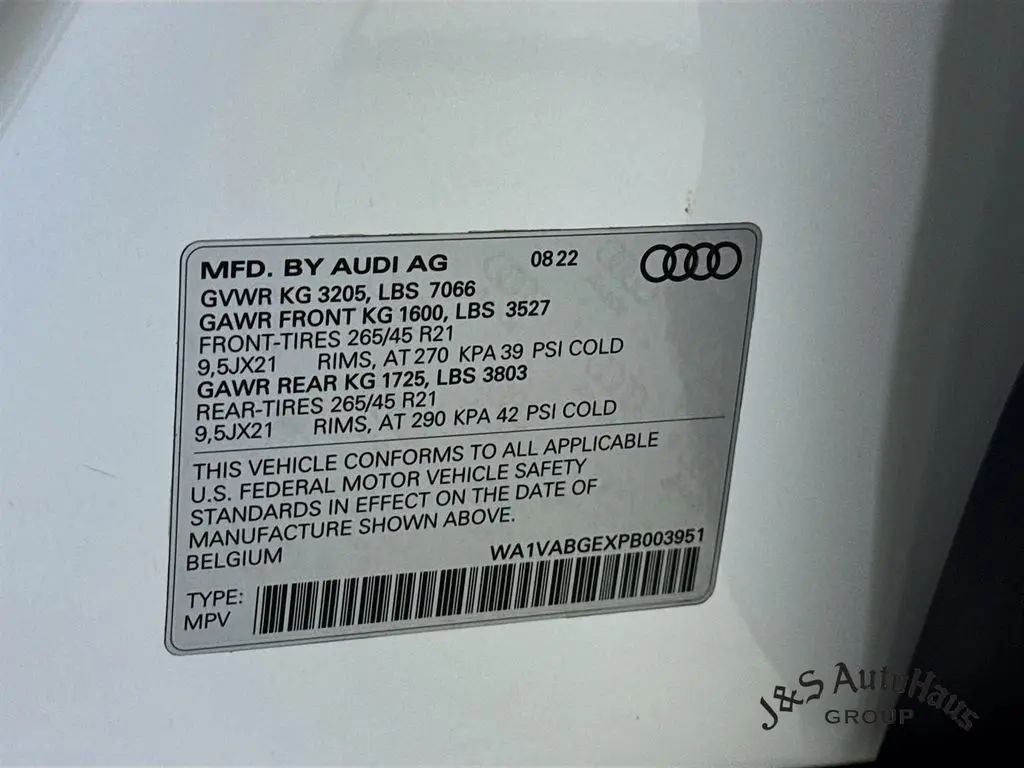 MFD. BY AUDI AG 0822
GVWR KG 3205, LBS 7066
GAWR FRONT KG 1600, LBS 3527
FRONT-TIRES 265/45 R21
9,5JX21 RIMS, AT 270 KPA 39 PSI COLD
GAWR REAR KG 1725, LBS 3803
REAR-TIRES 265/45 R21
9,5JX21 RIMS, AT 290 KPA 42 PSI COLD
THIS VEHICLE CONFORMS TO ALL APPLICABLE
U.S. FEDERAL MOTOR VEHICLE SAFETY
STANDARDS IN EFFECT ON THE DATE OF
MANUFACTURE SHOWN ABOVE.
BELGIUM WA1VABGEXPB003951
TYPE:
MPV
J&S AutoHaus
GROUP